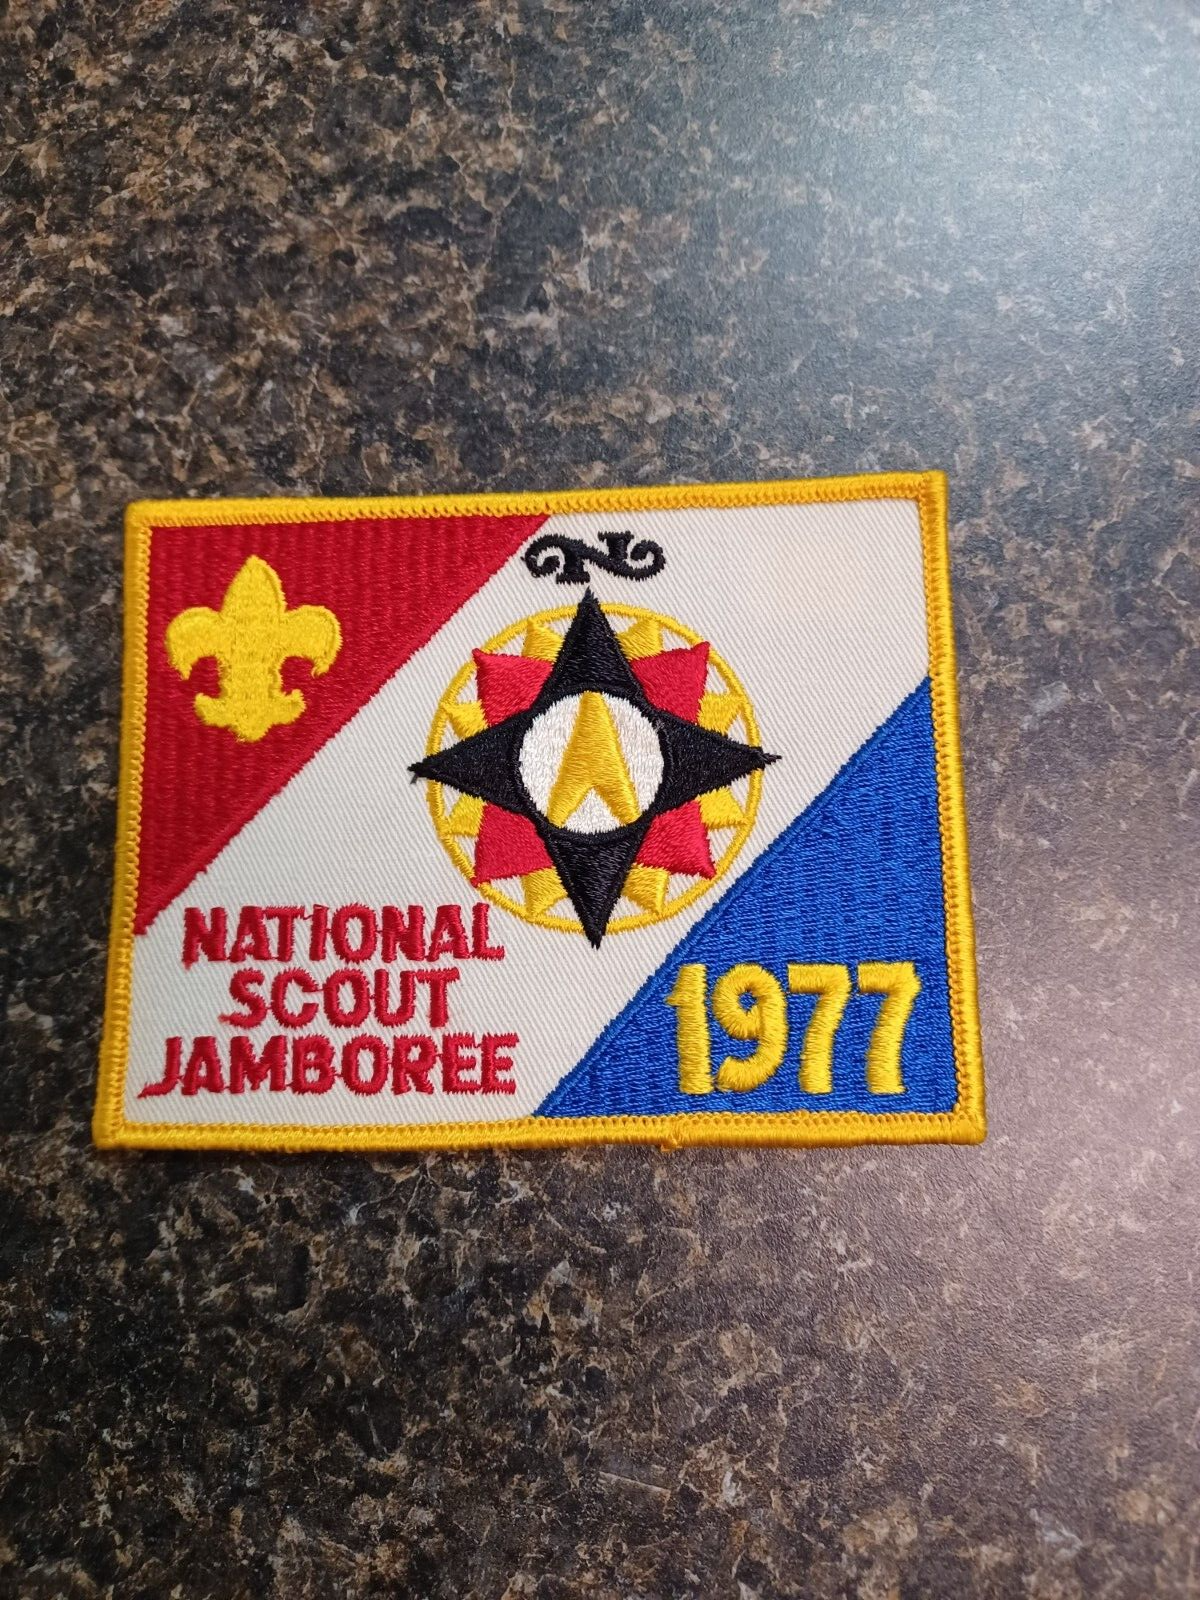 N
NATIONAL
SCOUT
JAMBOREE
1977